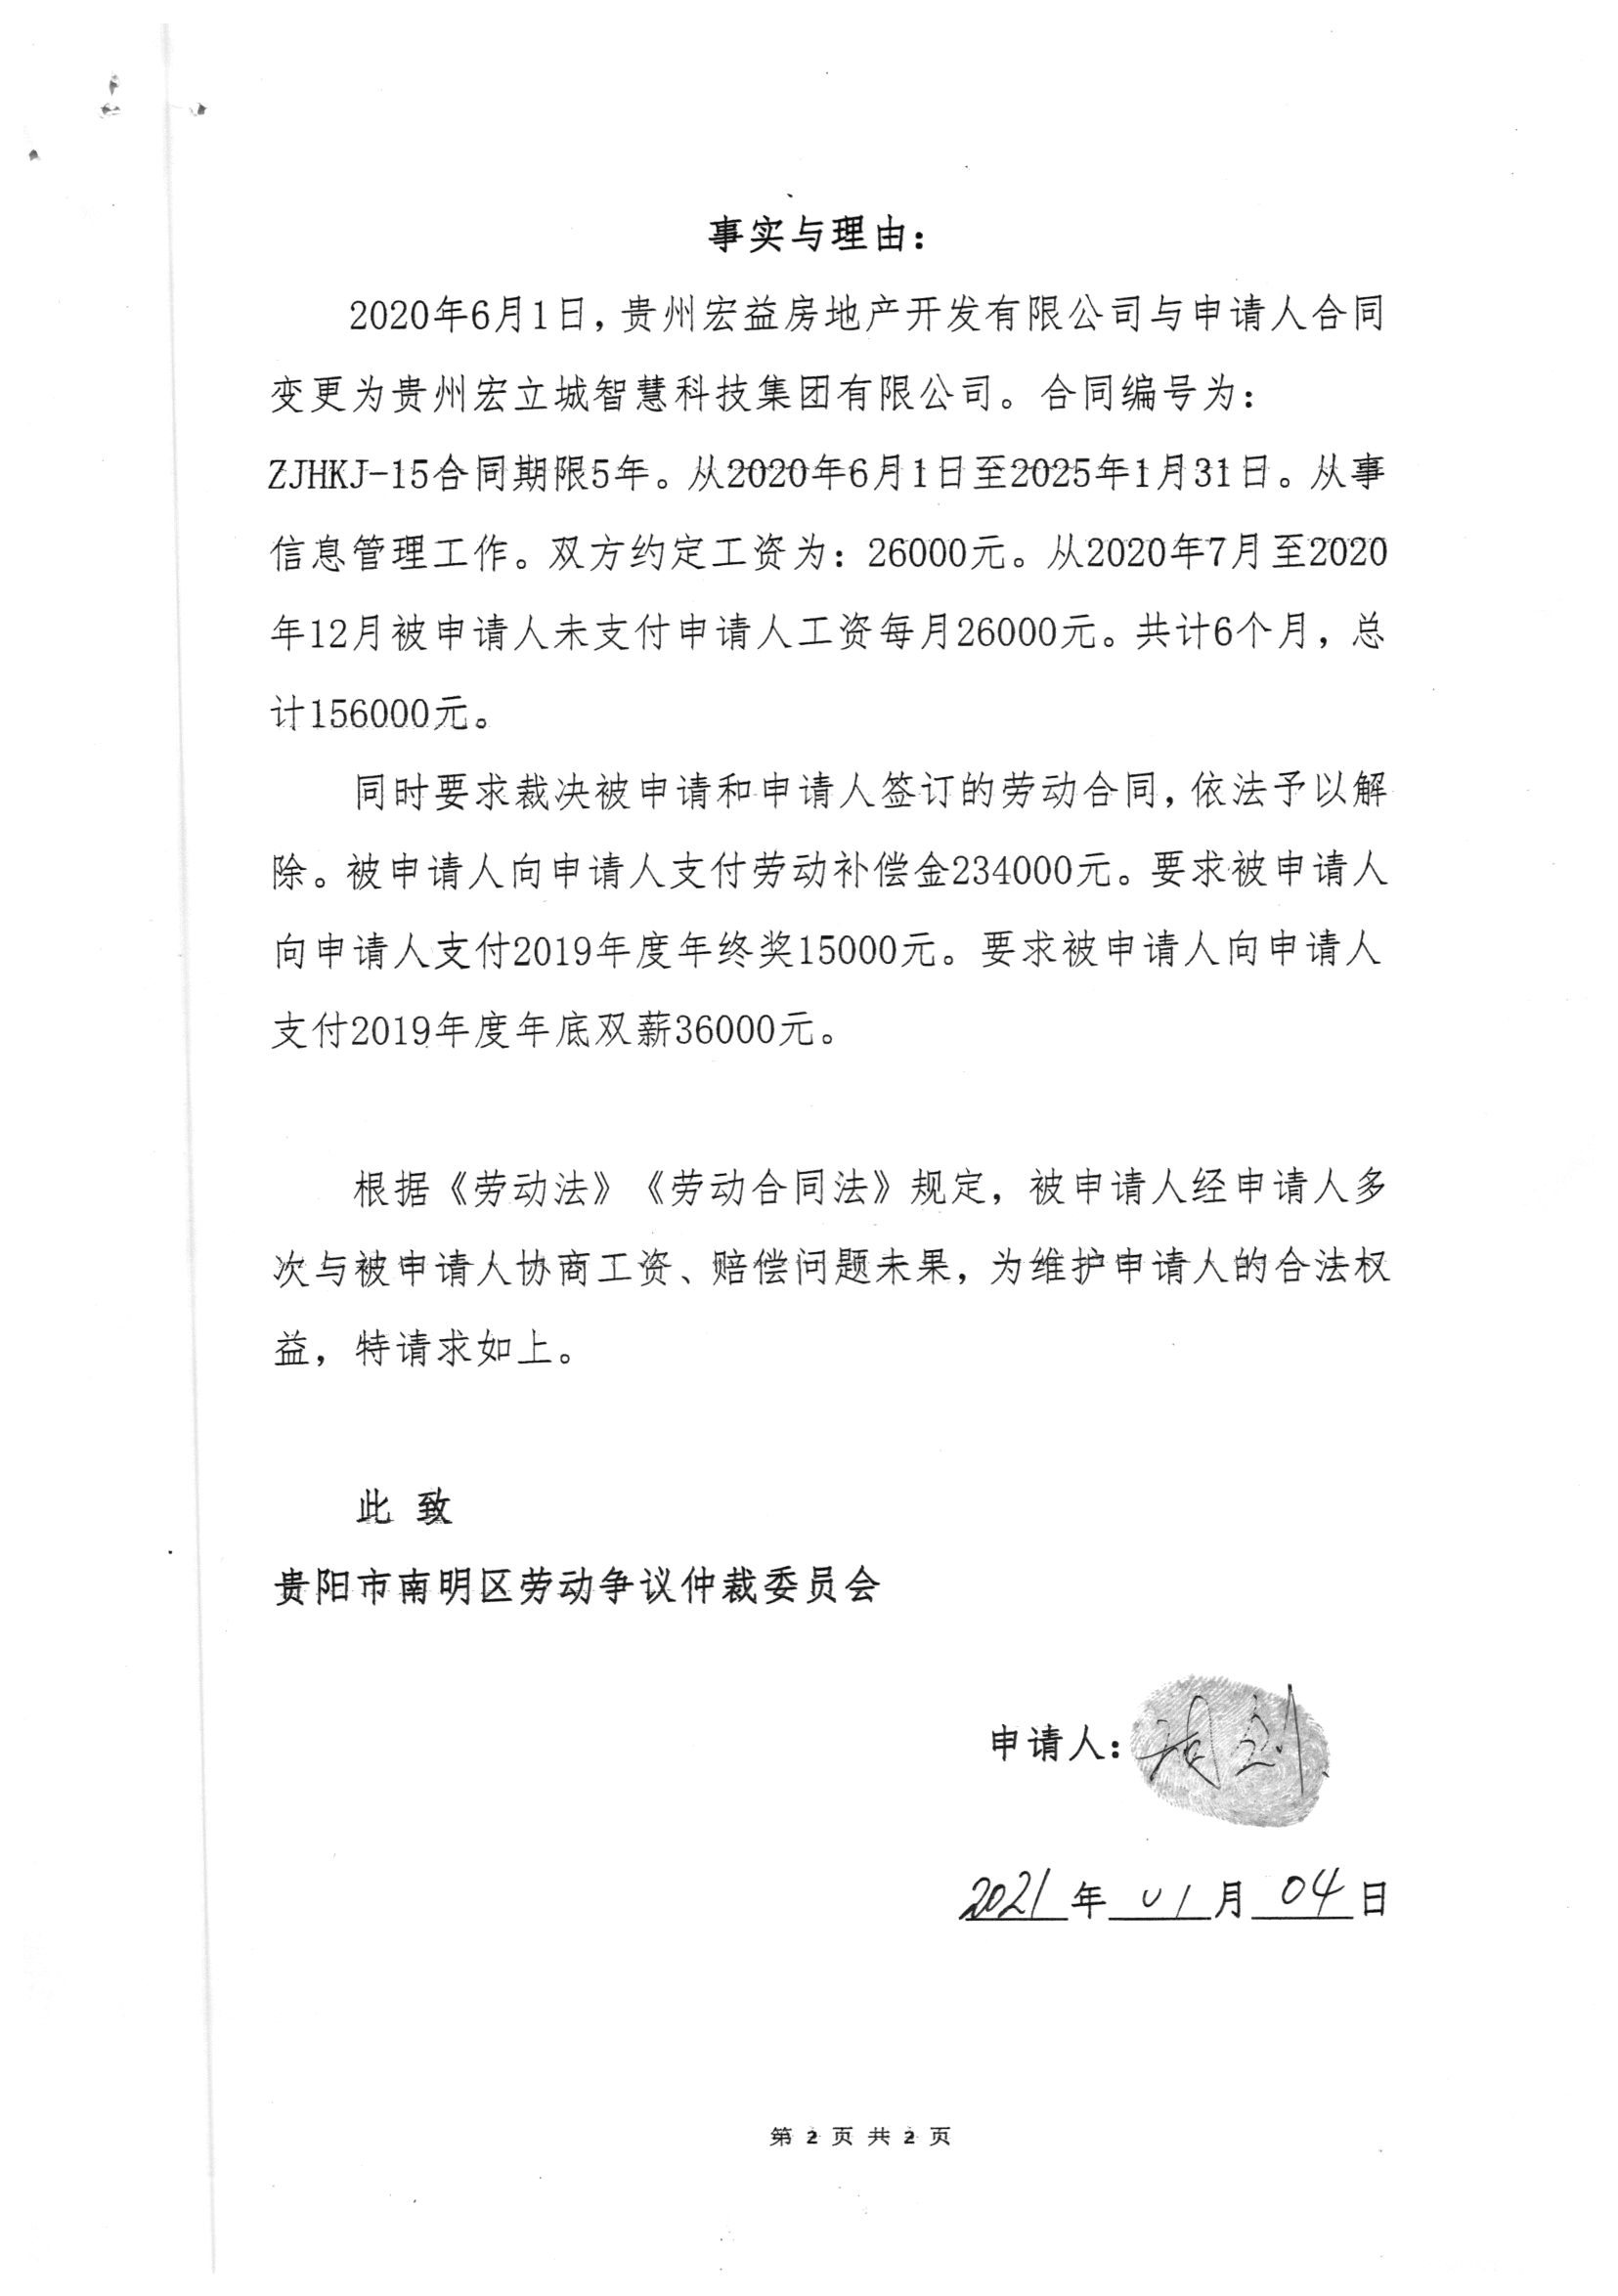 事实与理由：
2020年6月1日，贵州宏益房地产开发有限公司与申请人合同
变更为贵州宏立城智慧科技集团有限公司。合同编号为：
ZJHKJ-15合同期限5年。从2020年6月1日至2025年1月31日。从事
信息管理工作。双方约定工资为：26000元。从2020年7月至2020
年12月被申请人未支付申请人工资每月26000元。共计6个月，总
计156000元。
同时要求裁决被申请和申请人签订的劳动合同，依法予以解
除。被申请人向申请人支付劳动补偿金234000元。要求被申请人
向申请人支付2019年度年终奖15000元。要求被申请人向申请人
支付2019年度年底双薪36000元。
根据《劳动法》《劳动合同法》规定，被申请人经申请人多
次与被申请人协商工资、赔偿问题未果，为维护申请人的合法权
益，特请求如上。
此 致
贵阳市南明区劳动争议仲裁委员会
申请人：周剑
2021年01月04日
第 2 页 共 2 页